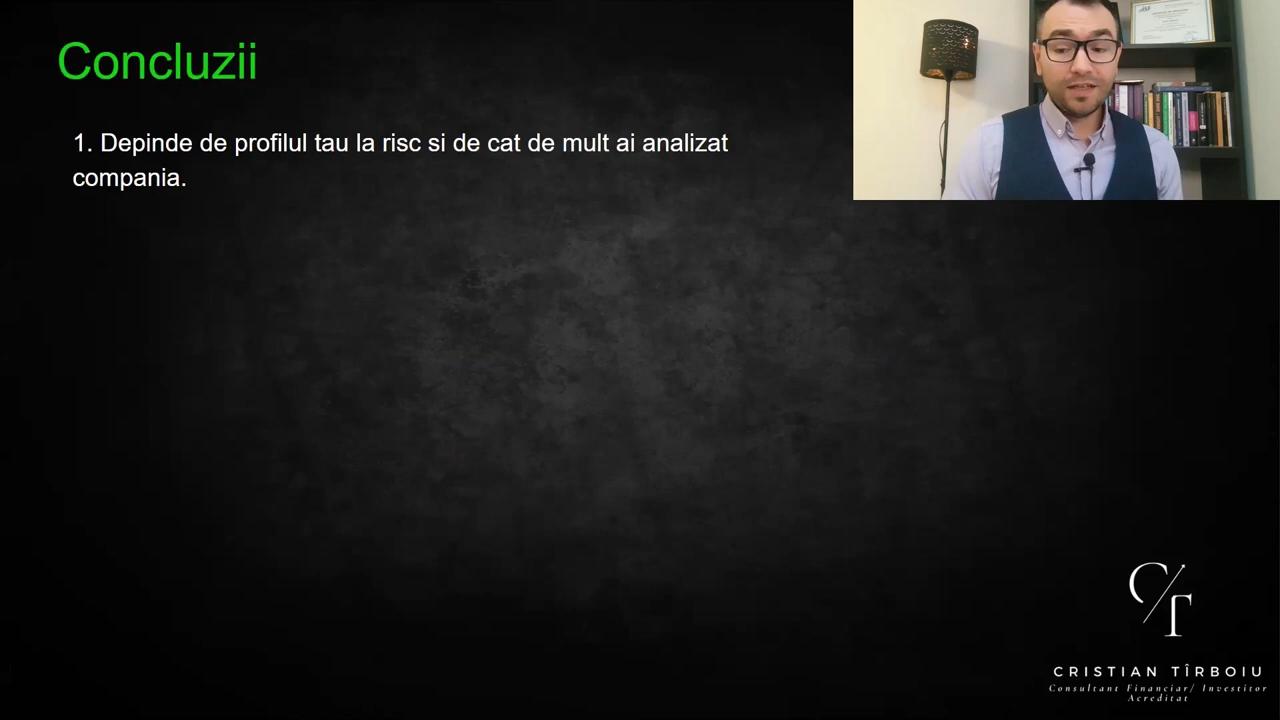 Concluzii
1. Depinde de profilul tau la risc si de cat de mult ai analizat
compania.
CT
CRISTIAN TÎRBOIU
Consultant Financiar/ Investitor
Acreditat